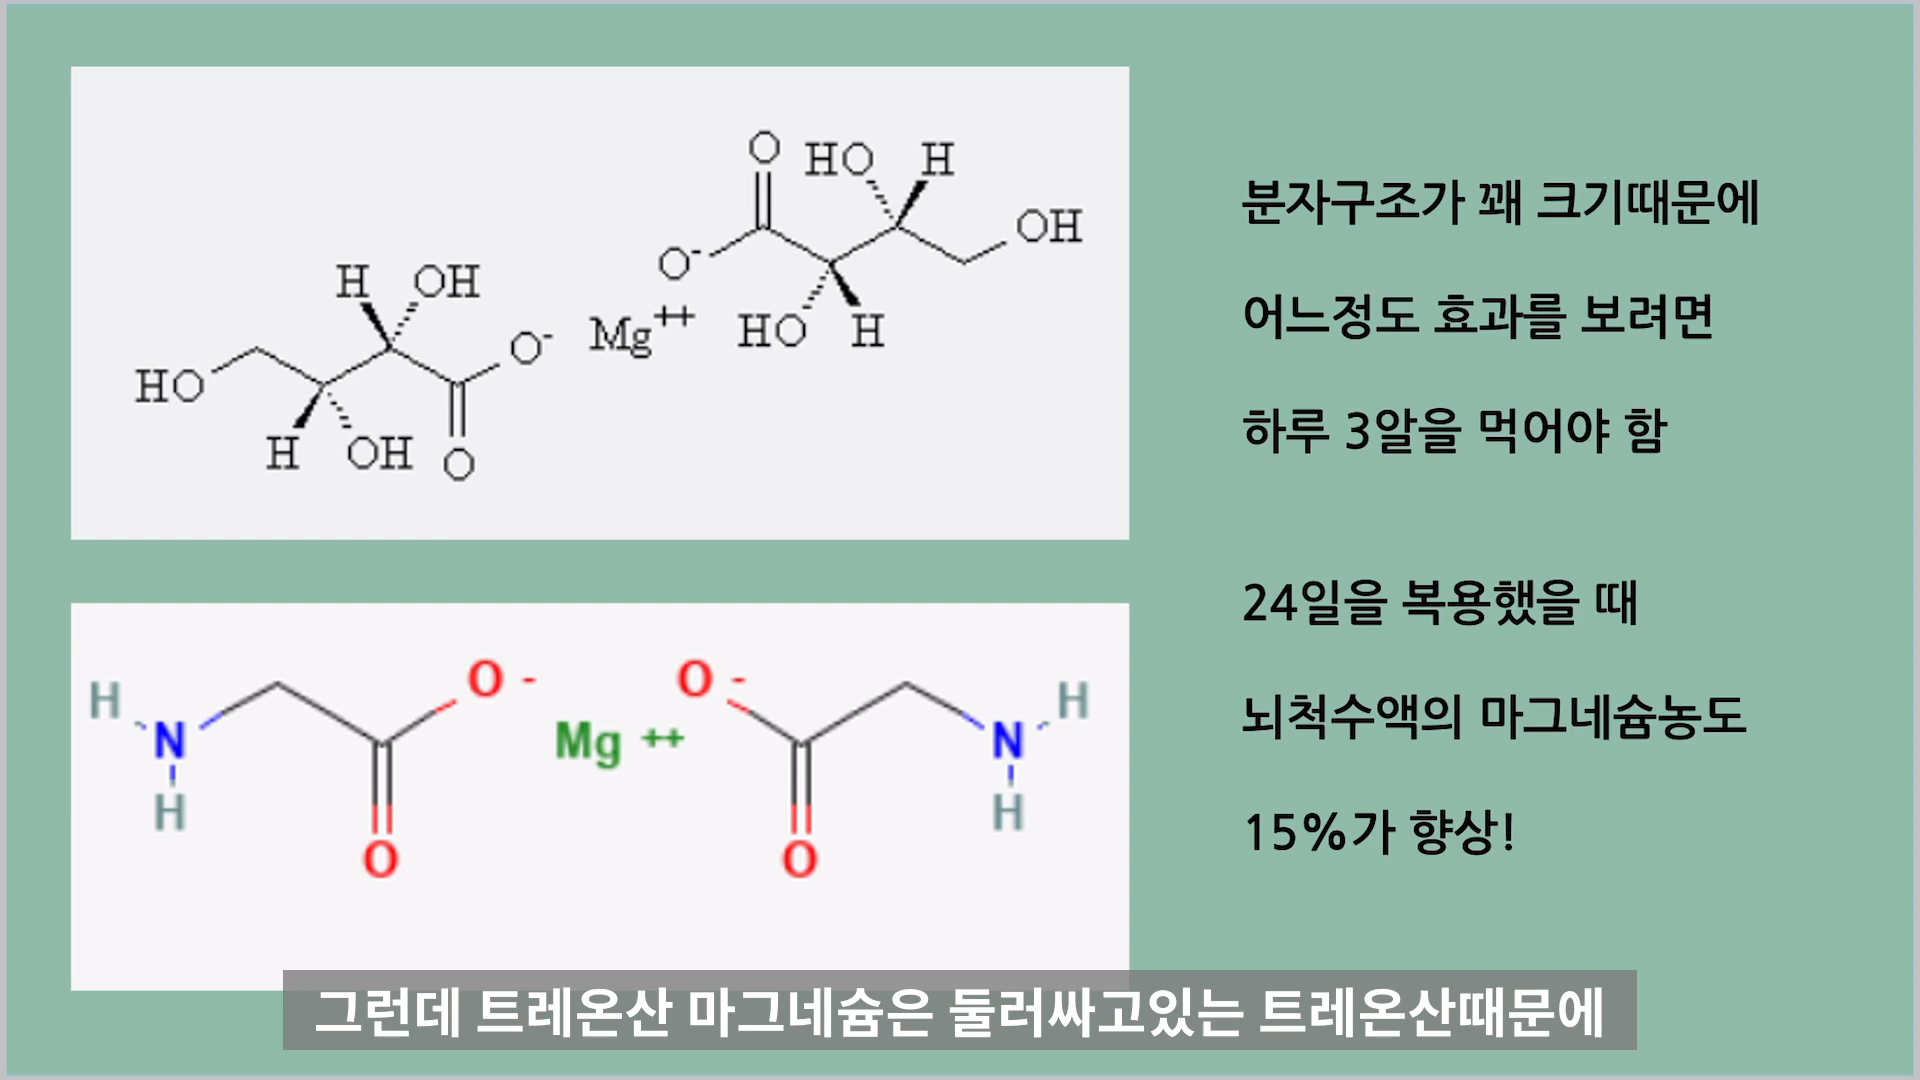 O HO H
OH
O-
HO H
Mg++
H OH
O-
HO
H OH O
분자구조가 꽤 크기때문에
어느정도 효과를 보려면
하루 3알을 먹어야 함
24일을 복용했을 때
뇌척수액의 마그네슘농도
15%가 향상!
H N H O O - Mg ++ O - O H N H
그런데 트레온산 마그네슘은 둘러싸고있는 트레온산때문에